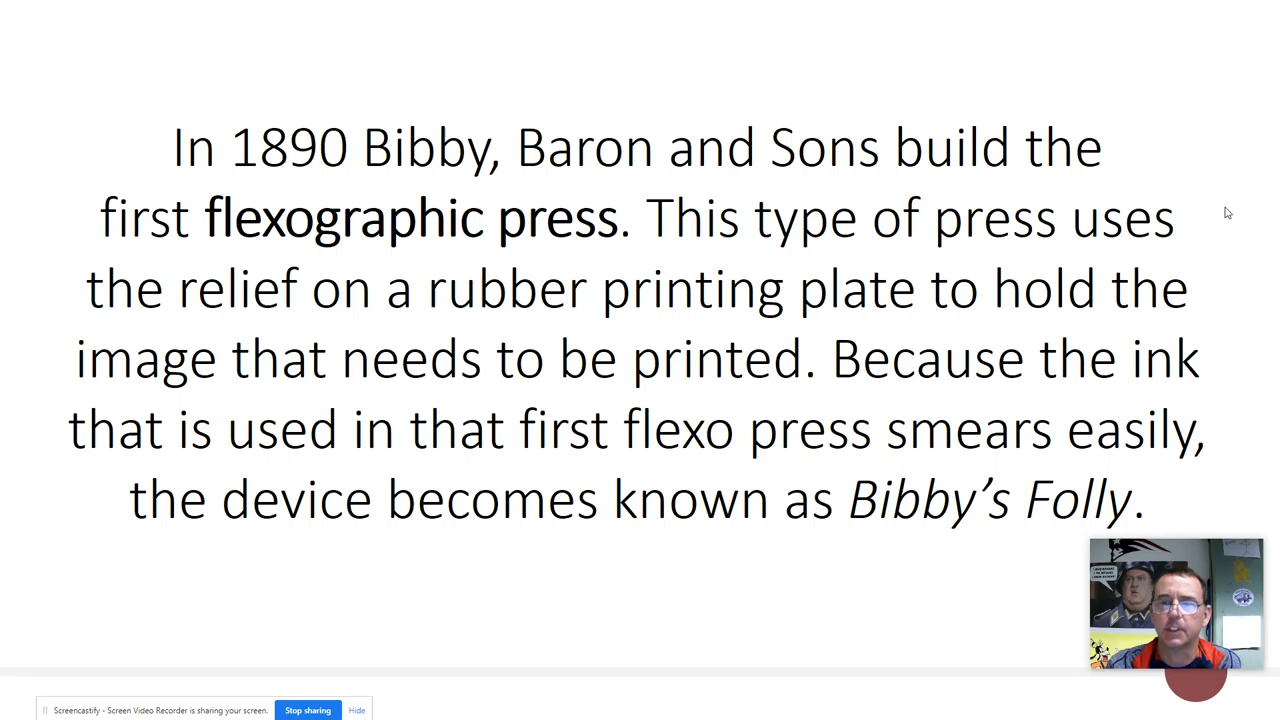 In 1890 Bibby, Baron and Sons build the
first flexographic press. This type of press uses
the relief on a rubber printing plate to hold the
image that needs to be printed. Because the ink
that is used in that first flexo press smears easily,
the device becomes known as Bibby’s Folly.
Screencastify - Screen Video Recorder is sharing your screen.
Stop sharing
Hide